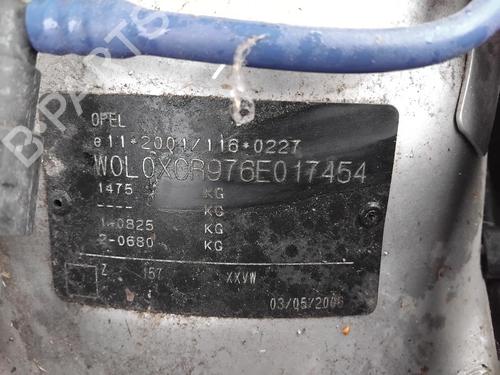 B-PARTS
OPEL
e11*2001/116*0227
W0L0XCR976E017454
1475 KG
---- KG
1-0825 KG
2-0680 KG
Z 157 XXVW
03/05/2006